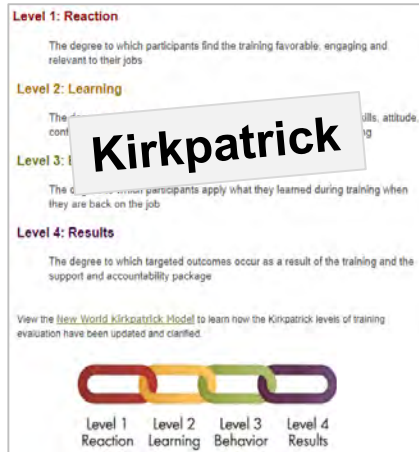 Level 1: Reaction
The degree to which participants find the training favorable, engaging and
relevant to their jobs
Level 2: Learning
The ills, attitude,
Kirkpatrick
Level 3:
The which participants apply what they learned during training when
they are back on the job
Level 4: Results
The degree to which targeted outcomes occur as a result of the training and the
support and accountability package
View the New World Kirkpatrick Model to learn how the Kirkpatrick levels of training
evaluation have been updated and clarified.
Level 1 Level 2 Level 3 Level 4
Reaction Learning Behavior Results